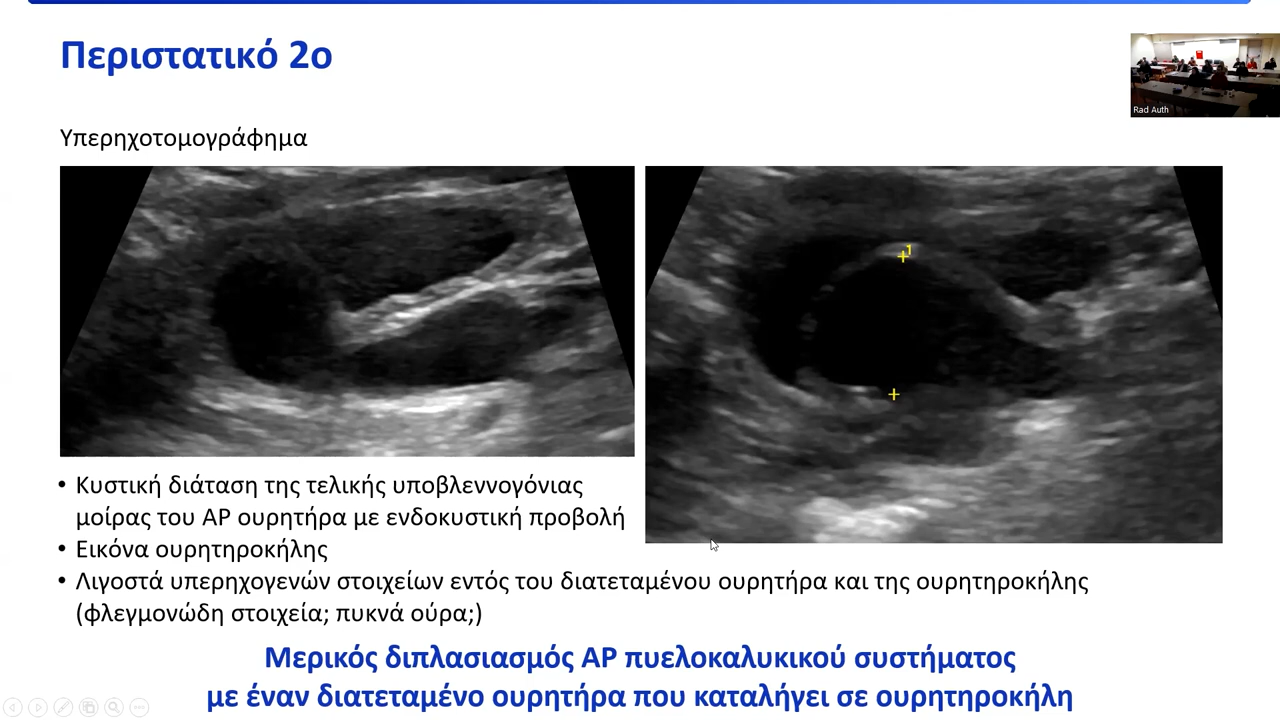 Περιστατικό 2ο
Rad Auth
Υπερηχοτομογράφημα
1
• Κυστική διάταση της τελικής υποβλεννογόνιας
μοίρας του ΑΡ ουρητήρα με ενδοκυστική προβολή
• Εικόνα ουρητηροκήλης
• Λιγοστά υπερηχογενών στοιχείων εντός του διατεταμένου ουρητήρα και της ουρητηροκήλης
(φλεγμονώδη στοιχεία; πυκνά ούρα;)
Μερικός διπλασιασμός ΑΡ πυελοκαλυκικού συστήματος
με έναν διατεταμένο ουρητήρα που καταλήγει σε ουρητηροκήλη